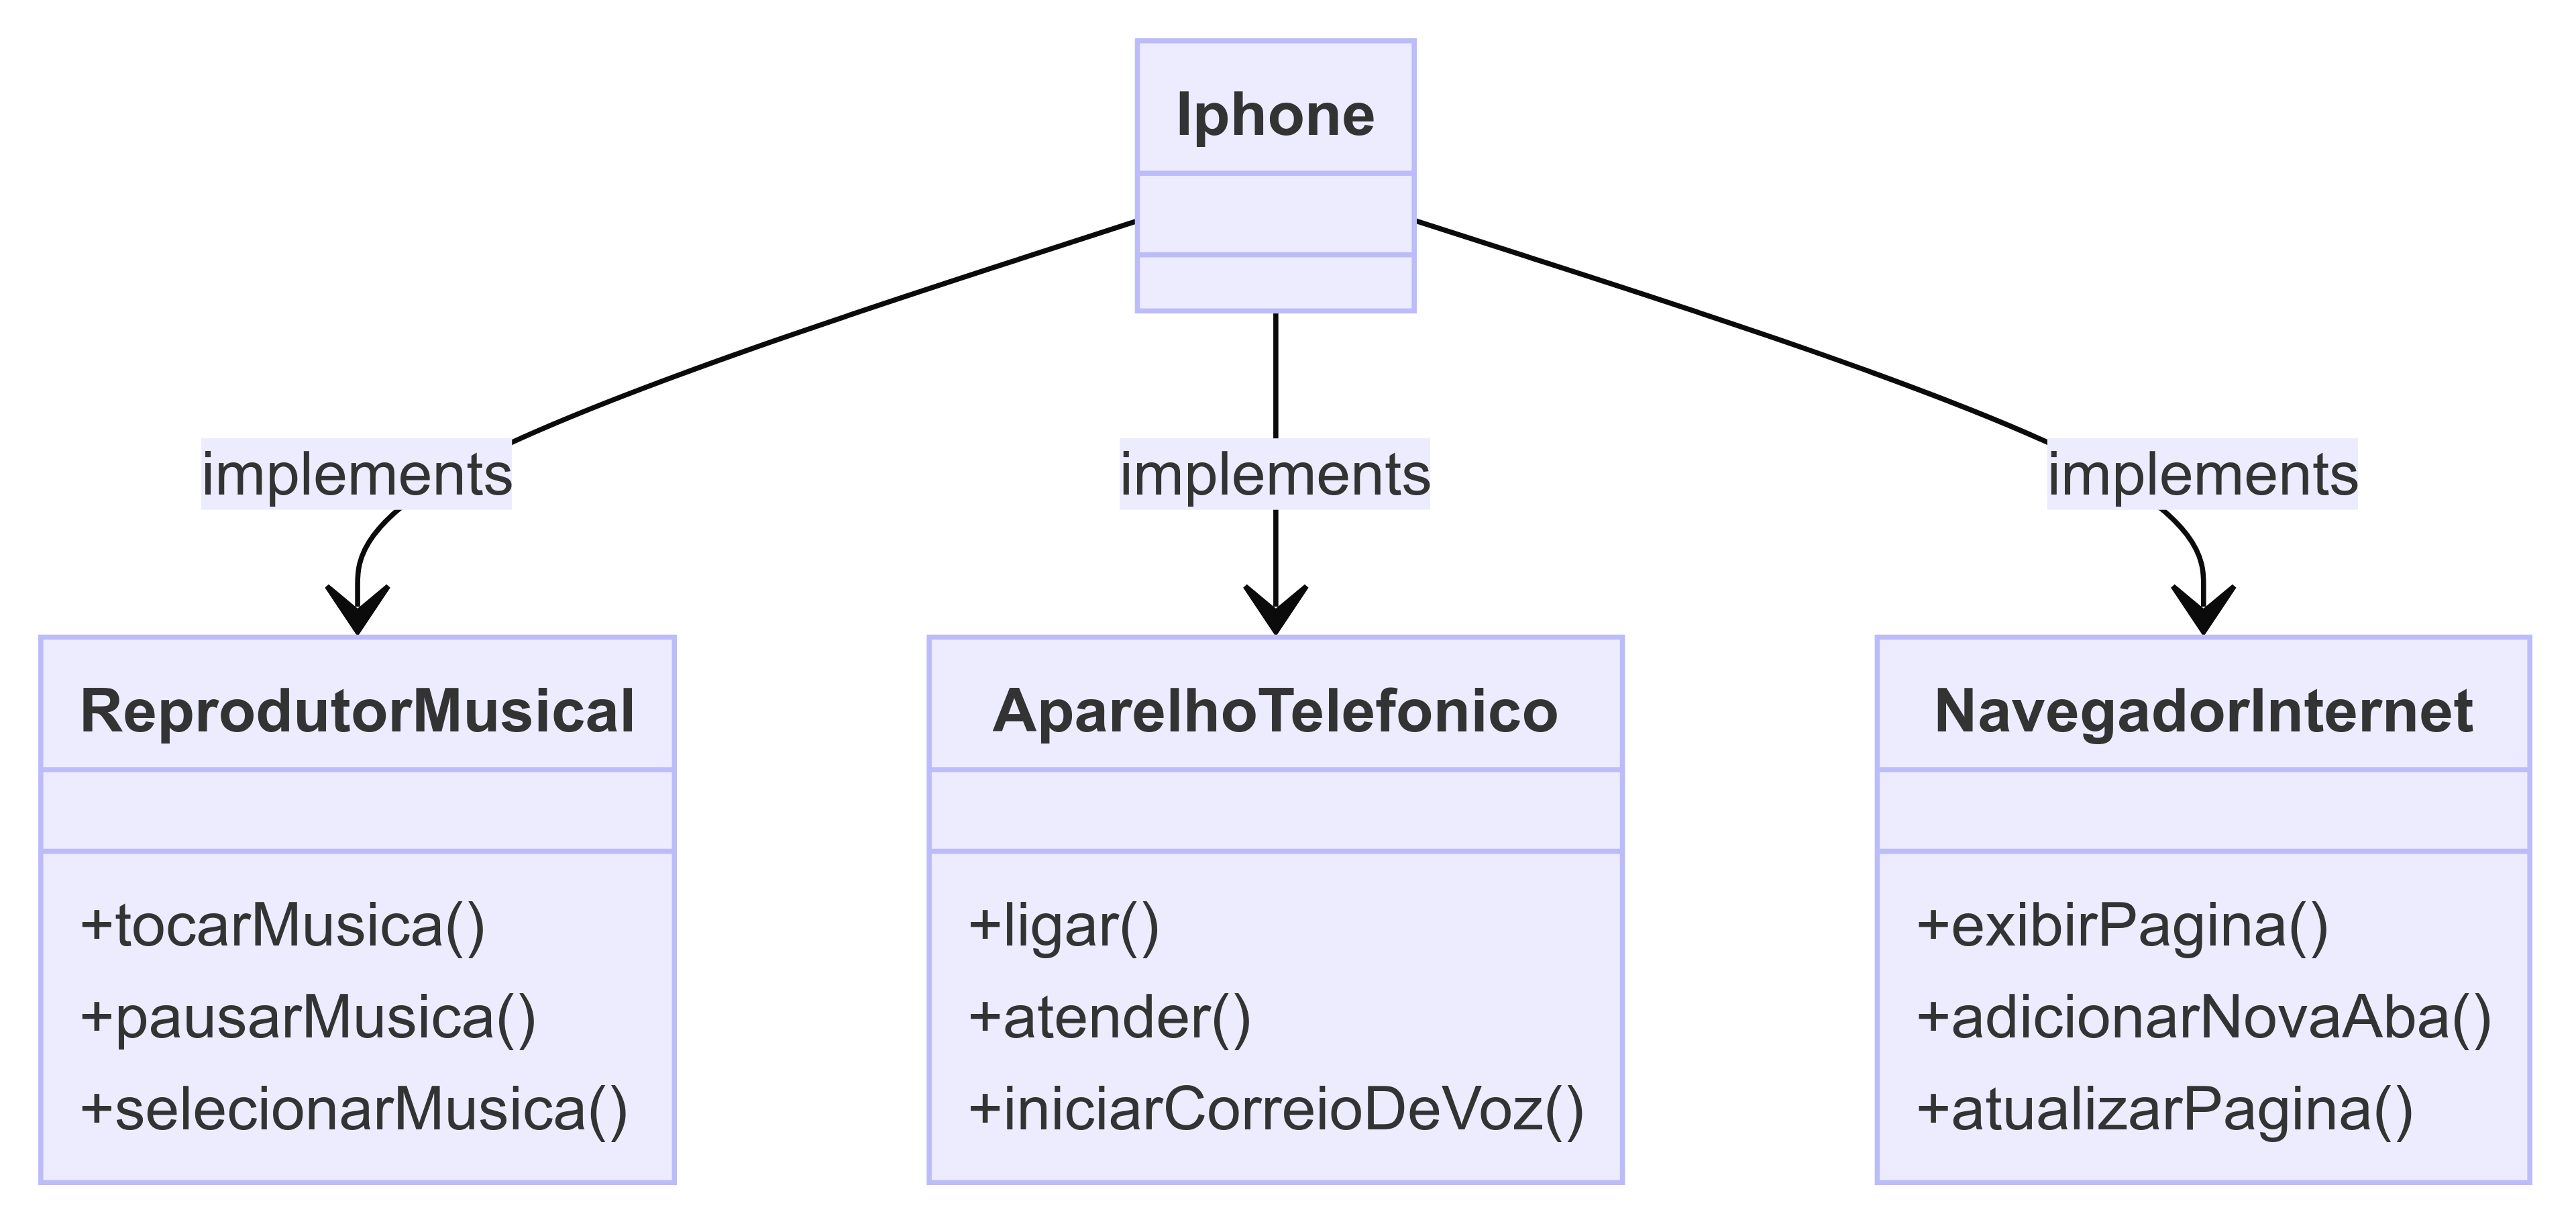 Iphone
implements
implements
implements
ReprodutorMusical
+tocarMusica()
+pausarMusica()
+selecionarMusica()
AparelhoTelefonico
+ligar()
+atender()
+iniciarCorreioDeVoz()
NavegadorInternet
+exibirPagina()
+adicionarNovaAba()
+atualizarPagina()